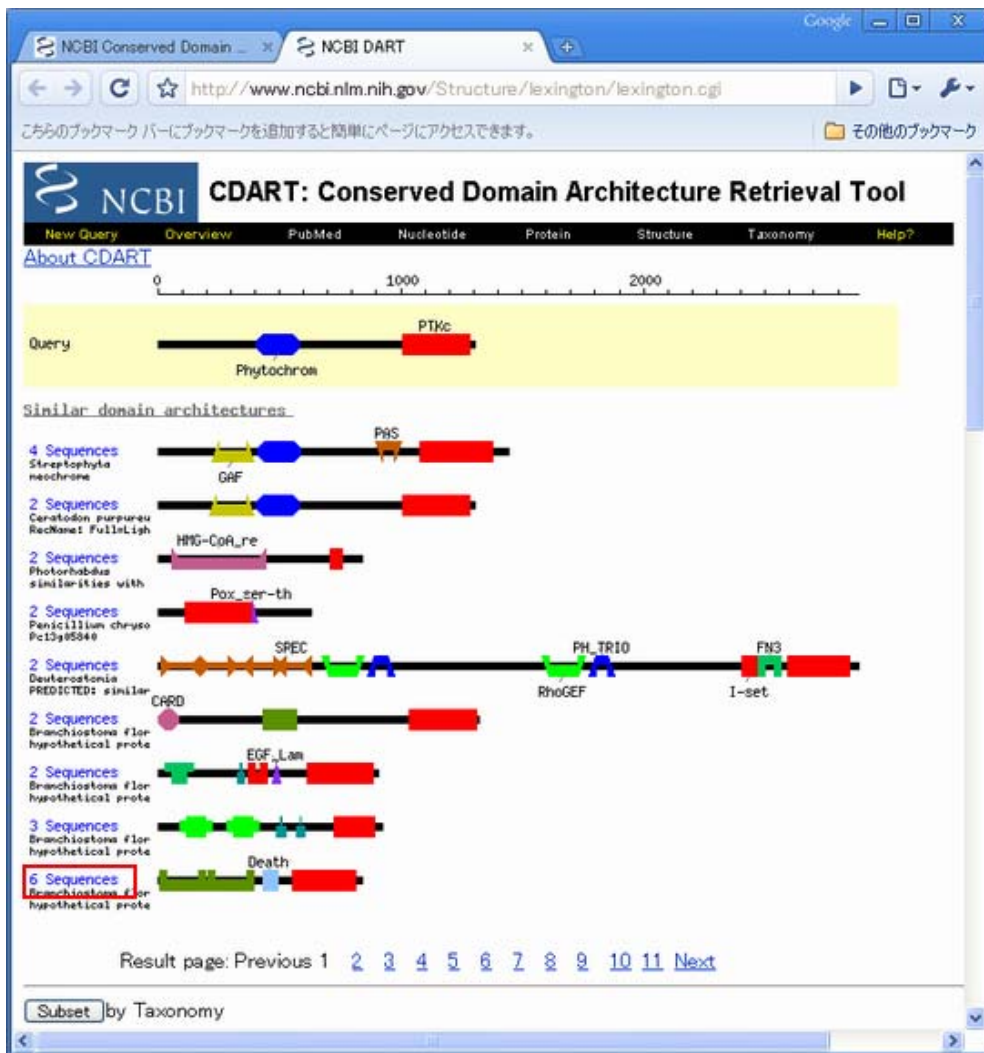 Google
NCBI Conserved Domain ...
NCBI DART
http://www.ncbi.nlm.nih.gov/Structure/lexington/lexington.cgi
こちらのブックマーク バーにブックマークを追加すると簡単にページにアクセスできます。
その他のブックマーク
NCBI
CDART: Conserved Domain Architecture Retrieval Tool
New Query Overview PubMed Nucleotide Protein Structure Taxonomy Help?
About CDART
0 1000 2000
PTKc
Query
Phytochrom
Similar domain architectures
PAS
4 Sequences
Streptophyta
neochrome
GAF
2 Sequences
Ceratodon purpureu
RecName: Full=Ligh
HMG-CoA_re
2 Sequences
Photorhabdus
similarities with
Pox_ser-th
2 Sequences
Penicillium chryso
Pc13g05840
SPEC PH_TRIO FN3
2 Sequences
Deuterostomia
PREDICTED: similar
RhoGEF I-set
CARD
2 Sequences
Branchiostoma flor
hypothetical prote
EGF_Lam
2 Sequences
Branchiostoma flor
hypothetical prote
3 Sequences
Branchiostoma flor
hypothetical prote
Death
6 Sequences
Branchiostoma flor
hypothetical prote
Result page: Previous 1 2 3 4 5 6 7 8 9 10 11 Next
Subset by Taxonomy